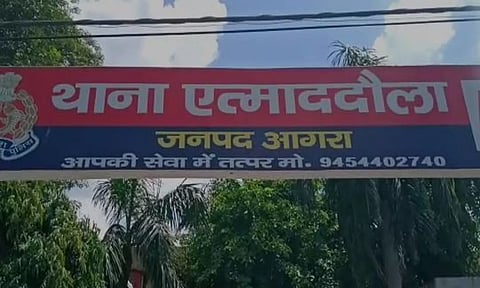 थाना एत्माददौला
जनपद आगरा
आपकी सेवा में तत्पर मो. 9454402740